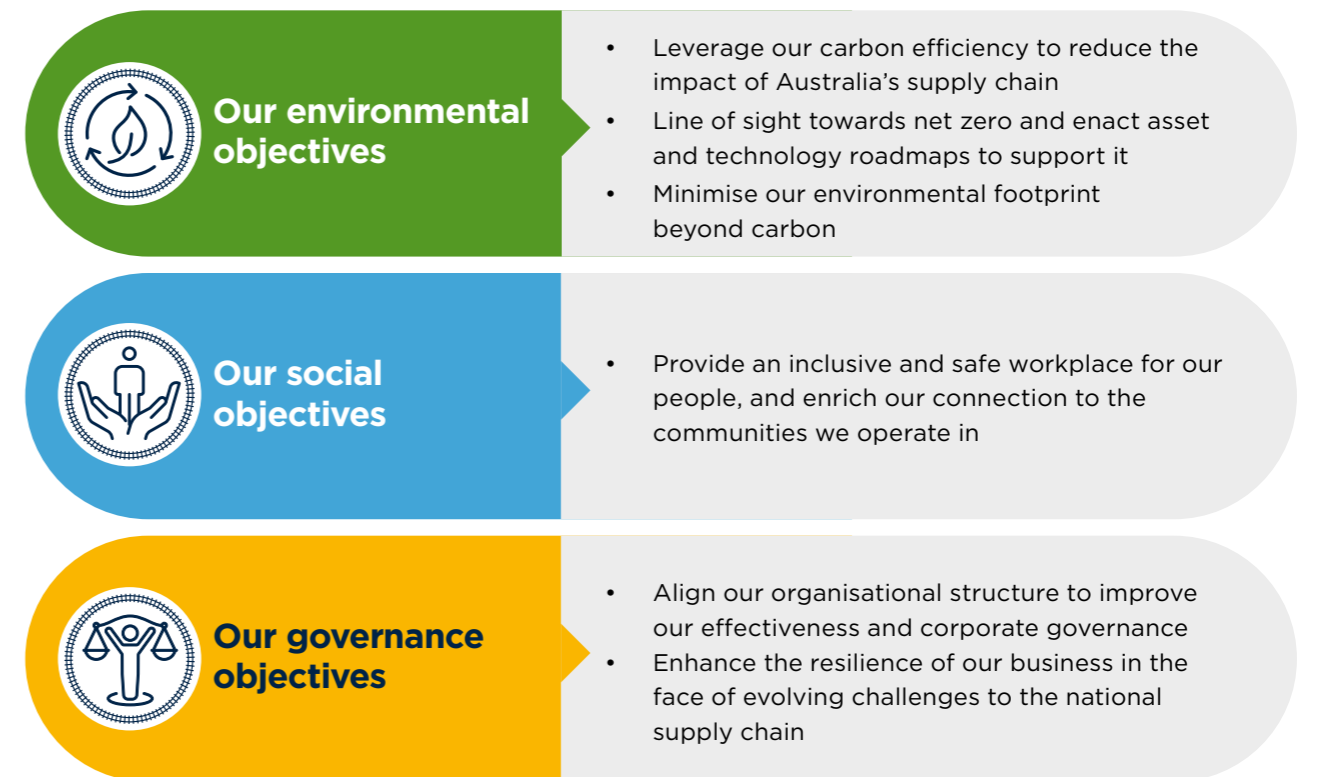 Our environmental
objectives
• Leverage our carbon efficiency to reduce the
impact of Australia’s supply chain
• Line of sight towards net zero and enact asset
and technology roadmaps to support it
• Minimise our environmental footprint
beyond carbon
Our social
objectives
• Provide an inclusive and safe workplace for our
people, and enrich our connection to the
communities we operate in
Our governance
objectives
• Align our organisational structure to improve
our effectiveness and corporate governance
• Enhance the resilience of our business in the
face of evolving challenges to the national
supply chain